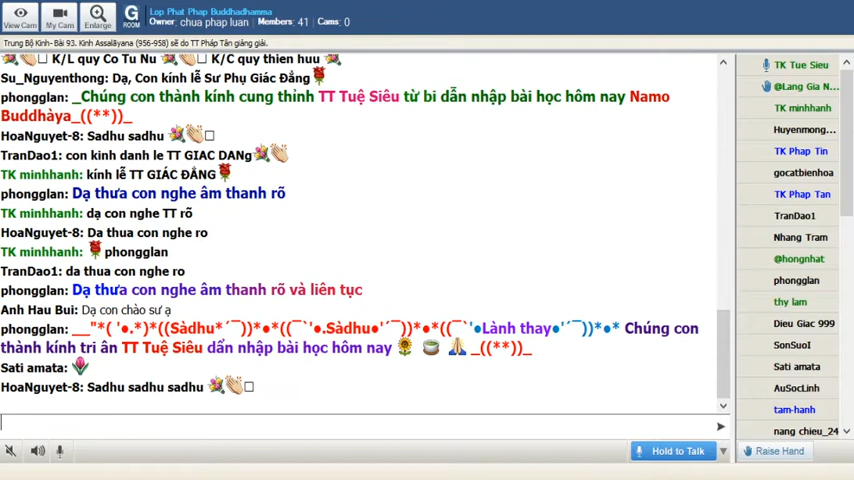 Lop Phat Phap Buddhadhamma
Owner: chua phap luan Members: 41 Cams: 0
View Cam
My Cam
Enlarge
G
ROOM
Trung Bộ Kinh- Bài 93. Kinh Assalāyana (956-958) sẽ do TT Pháp Tân giảng giải.
K/L quy Co Tu Nu K/C quy thien huu
Su_Nguyenthong: Dạ, Con kính lễ Sư Phụ Giác Đẳng
phongglan: _Chúng con thành kính cung thỉnh TT Tuệ Siêu từ bi dẫn nhập bài học hôm nay Namo
Buddhàya_((**))_
HoaNguyet-8: Sadhu sadhu
TranDao1: con kinh danh le TT GIAC DANg
TK minhhanh: kính lễ TT GIÁC ĐẲNG
phongglan: Dạ thưa con nghe âm thanh rõ
TK minhhanh: dạ con nghe TT rõ
HoaNguyet-8: Da thua con nghe ro
TK minhhanh: phongglan
TranDao1: da thua con nghe ro
phongglan: Dạ thưa con nghe âm thanh rõ và liên tục
Anh Hau Bui: Dạ con chào sư ạ
phongglan: __"*( '●.*)*((Sàdhu*´¯))*●*((¯`'●.Sàdhu●'´¯))*●*((¯`'●Lành thay●'´¯))*●* Chúng con
thành kính tri ân TT Tuệ Siêu dẩn nhập bài học hôm nay _((**))_
Sati amata:
HoaNguyet-8: Sadhu sadhu sadhu
TK Tue Sieu
@Lang Gia N...
TK minhhanh
Huyenmong...
TK Phap Tin
gocatbienhoa
TK Phap Tan
TranDao1
Nhang Tram
@hongnhat
phongglan
thy lam
Dieu Giac 999
SonSuoI
Sati amata
AuSocLinh
tam-hanh
nang chieu_24
Hold to Talk
Raise Hand